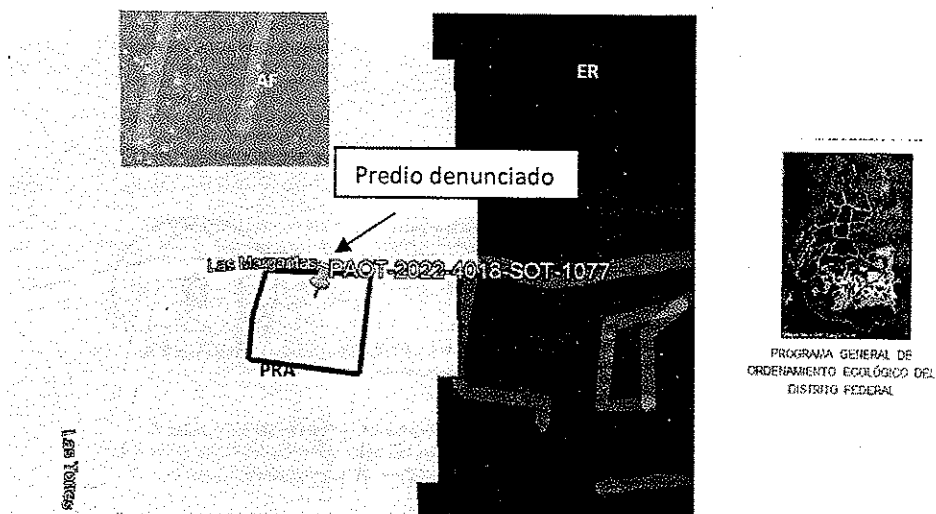 AF
ER
Predio denunciado
Las Margaritas
PAOT-2022-4018-SOT-1077
PRA
Las Torres
PROGRAMA GENERAL DE
ORDENAMIENTO ECOLÓGICO DEL
DISTRITO FEDERAL